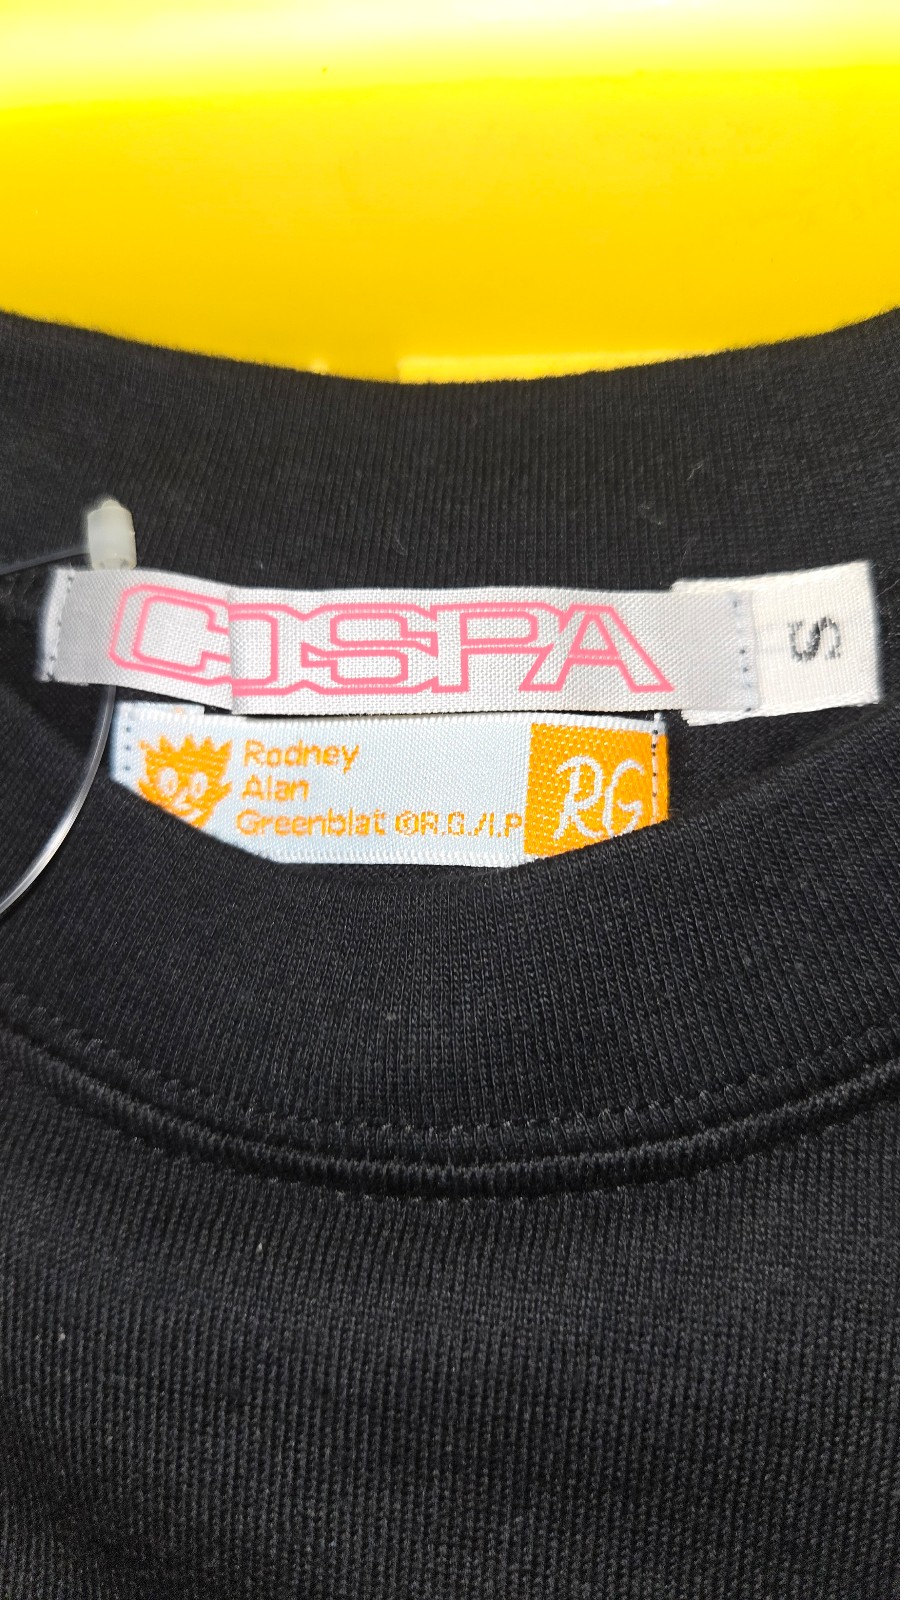 COSPA
S
Rodney
Alan
Greenblat ©R.G./I.P
RG